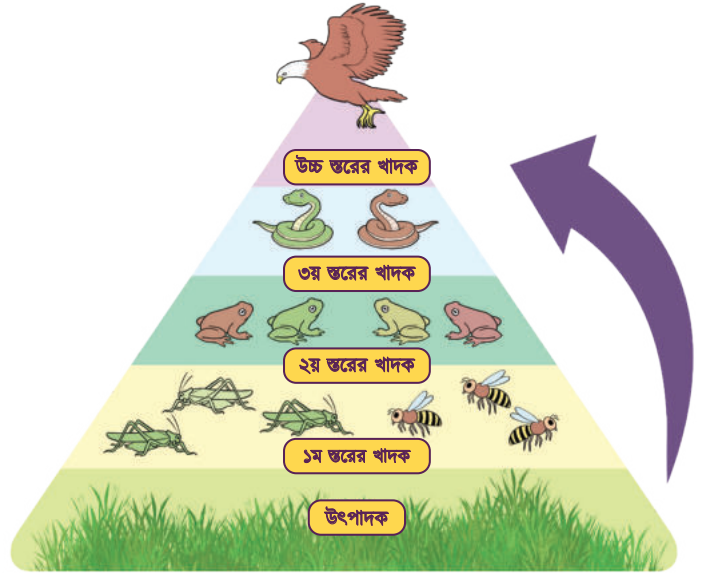 উচ্চ স্তরের খাদক
৩য় স্তরের খাদক
২য় স্তরের খাদক
১ম স্তরের খাদক
উৎপাদক